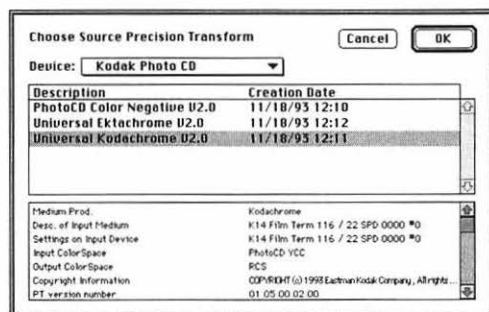 Choose Source Precision Transform
Cancel OK
Device: Kodak Photo CD
Description Creation Date
PhotoCD Color Negative V2.0 11/18/93 12:10
Universal Ektachrome V2.0 11/18/93 12:12
Universal Kodachrome V2.0 11/18/93 12:11
Medium Prod. Kodachrome
Desc. of Input Medium K14 Film Term 116 / 22 SPD 0000 #0
Settings on Input Device K14 Film Term 116 / 22 SPD 0000 #0
Input ColorSpace PhotoCD YCC
Output ColorSpace RCS
Copyright Information COPYRIGHT (c) 1993 Eastman Kodak Company, All rights...
PT version number 01 05 00 02 00